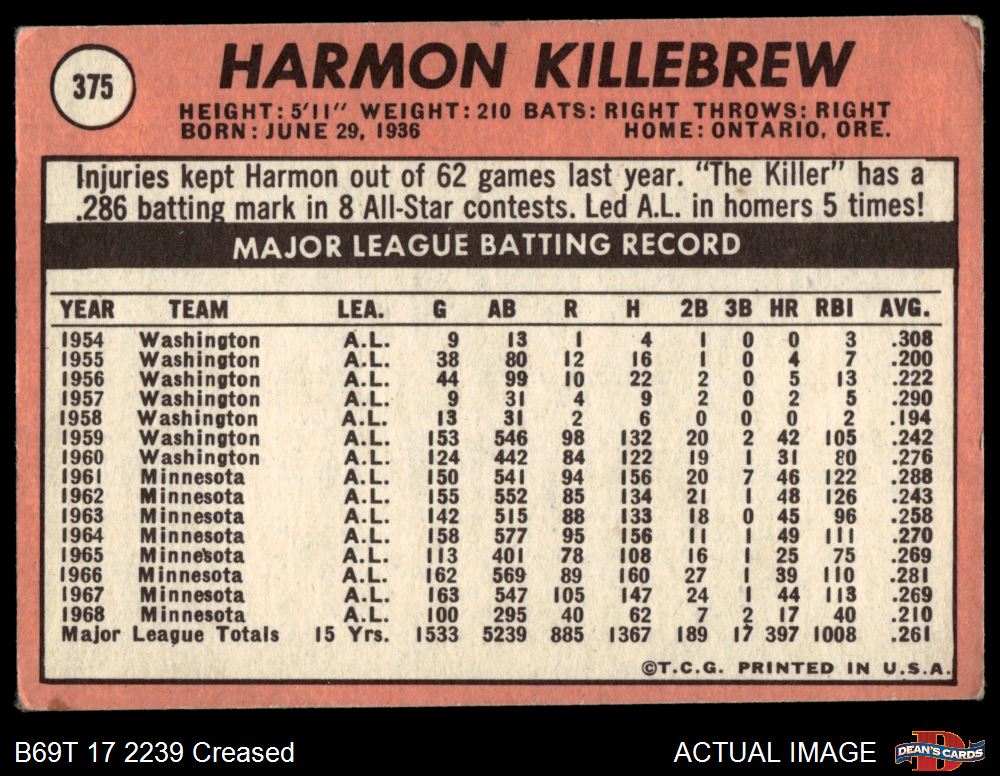 375
HARMON KILLEBREW
HEIGHT: 5'11" WEIGHT: 210 BATS: RIGHT THROWS: RIGHT
BORN: JUNE 29, 1936 HOME: ONTARIO, ORE.
Injuries kept Harmon out of 62 games last year. "The Killer" has a
.286 batting mark in 8 All-Star contests. Led A.L. in homers 5 times!
MAJOR LEAGUE BATTING RECORD
YEAR TEAM LEA. G AB R H 2B 3B HR RBI AVG.
1954 Washington A.L. 9 13 1 4 1 0 0 3 .308
1955 Washington A.L. 38 80 12 16 1 0 4 7 .200
1956 Washington A.L. 44 99 10 22 2 0 5 13 .222
1957 Washington A.L. 9 31 4 9 2 0 2 5 .290
1958 Washington A.L. 13 31 2 6 0 0 0 2 .194
1959 Washington A.L. 153 546 98 132 20 2 42 105 .242
1960 Washington A.L. 124 442 84 122 19 1 31 80 .276
1961 Minnesota A.L. 150 541 94 156 20 7 46 122 .288
1962 Minnesota A.L. 155 552 85 134 21 1 48 126 .243
1963 Minnesota A.L. 142 515 88 133 18 0 45 96 .258
1964 Minnesota A.L. 158 577 95 156 11 1 49 111 .270
1965 Minnesota A.L. 113 401 78 108 16 1 25 75 .269
1966 Minnesota A.L. 162 569 89 160 27 1 39 110 .281
1967 Minnesota A.L. 163 547 105 147 24 1 44 113 .269
1968 Minnesota A.L. 100 295 40 62 7 2 17 40 .210
Major League Totals 15 Yrs. 1533 5239 885 1367 189 17 397 1008 .261
©T.C.G. PRINTED IN U.S.A.
B69T 17 2239 Creased ACTUAL IMAGE DEAN'S CARDS